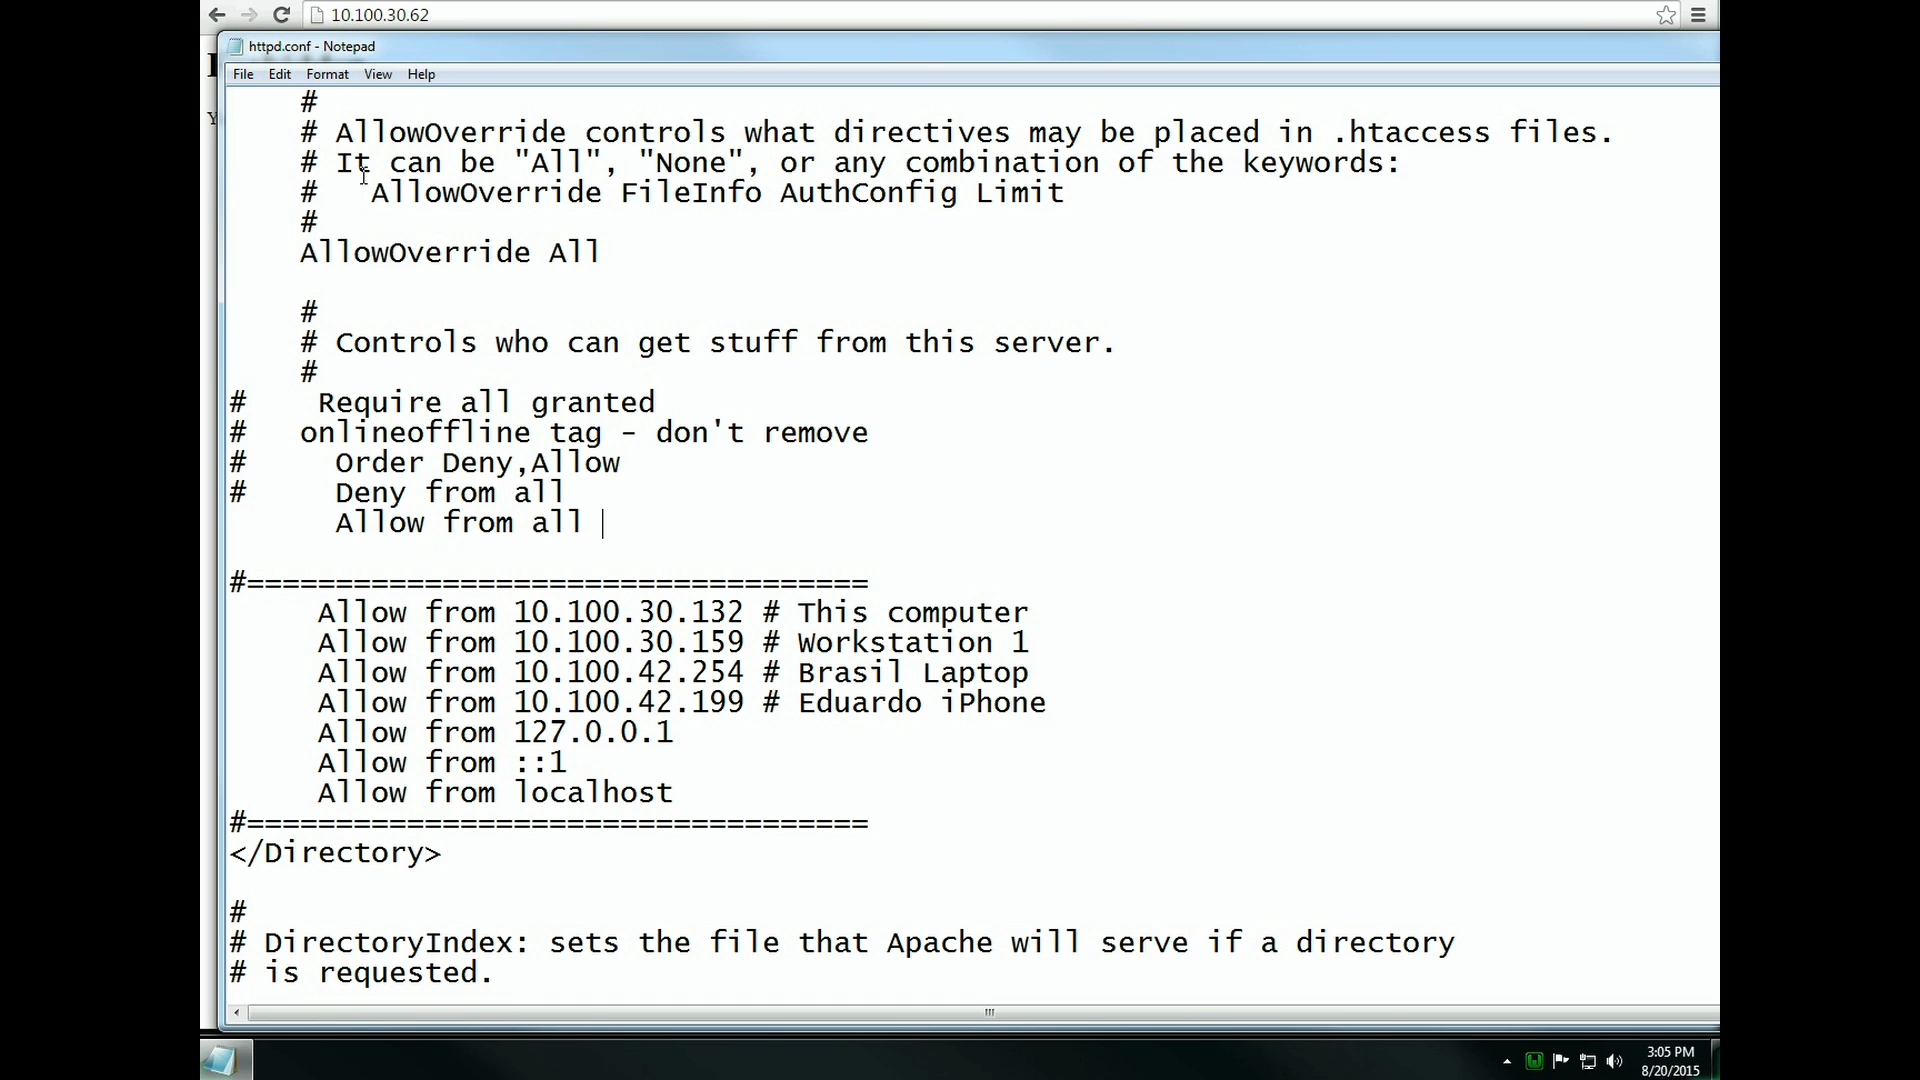 10.100.30.62
httpd.conf - Notepad
File Edit Format View Help
#
# AllowOverride controls what directives may be placed in .htaccess files.
# It can be "All", "None", or any combination of the keywords:
#   AllowOverride FileInfo AuthConfig Limit
#
AllowOverride All
#
# Controls who can get stuff from this server.
#
#    Require all granted
#   onlineoffline tag - don't remove
#     Order Deny,Allow
#     Deny from all
Allow from all
#===================================
Allow from 10.100.30.132 # This computer
Allow from 10.100.30.159 # Workstation 1
Allow from 10.100.42.254 # Brasil Laptop
Allow from 10.100.42.199 # Eduardo iPhone
Allow from 127.0.0.1
Allow from ::1
Allow from localhost
#===================================
</Directory>
#
# DirectoryIndex: sets the file that Apache will serve if a directory
# is requested.
3:05 PM
8/20/2015